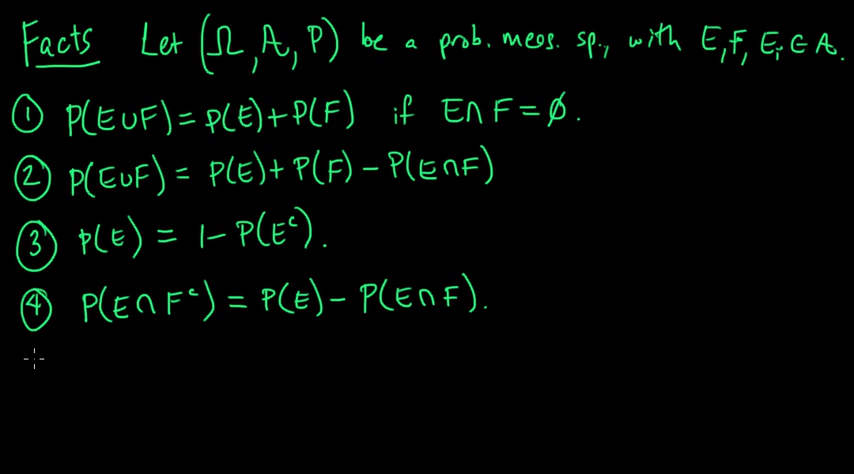 Facts Let (Ω, A, P) be a prob. meas. sp., with E, F, Eᵢ ∈ A.
① P(E∪F) = P(E) + P(F) if E∩F = ∅.
② P(E∪F) = P(E) + P(F) − P(E∩F)
③ P(E) = 1 − P(Eᶜ).
④ P(E∩Fᶜ) = P(E) − P(E∩F).